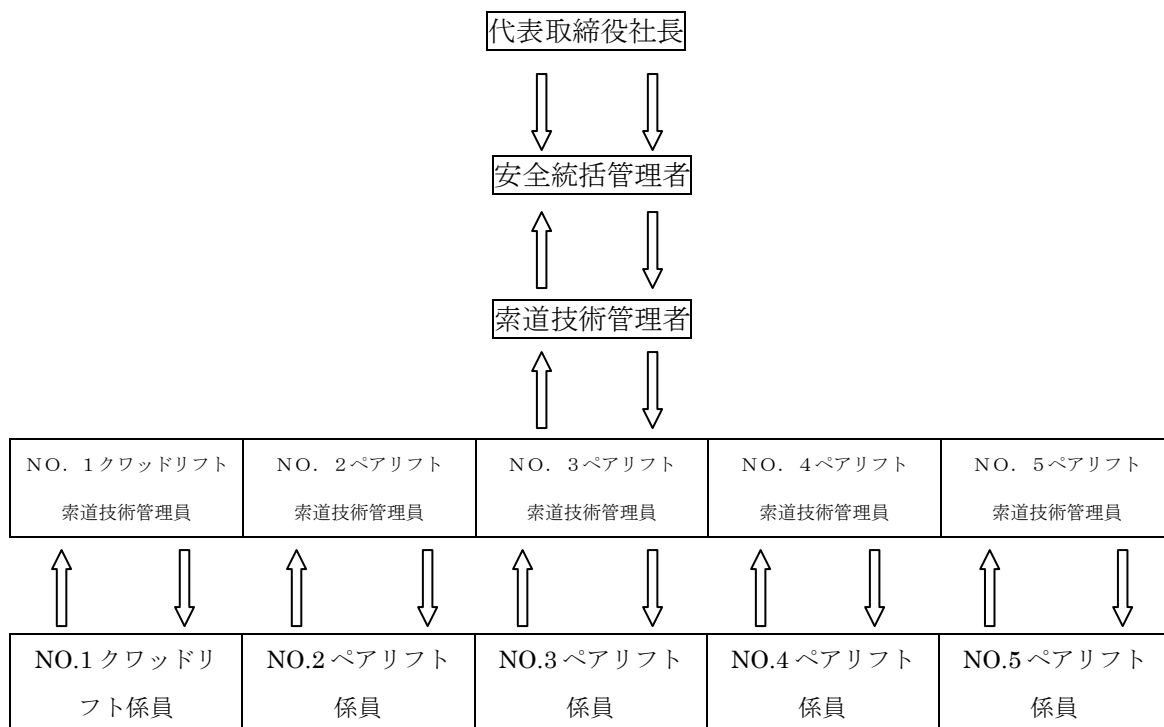 代表取締役社長
安全統括管理者
索道技術管理者
NO．1クワッドリフト
索道技術管理員
NO．2ペアリフト
索道技術管理員
NO．3ペアリフト
索道技術管理員
NO．4ペアリフト
索道技術管理員
NO．5ペアリフト
索道技術管理員
NO.1クワッドリ
フト係員
NO.2ペアリフト
係員
NO.3ペアリフト
係員
NO.4ペアリフト
係員
NO.5ペアリフト
係員